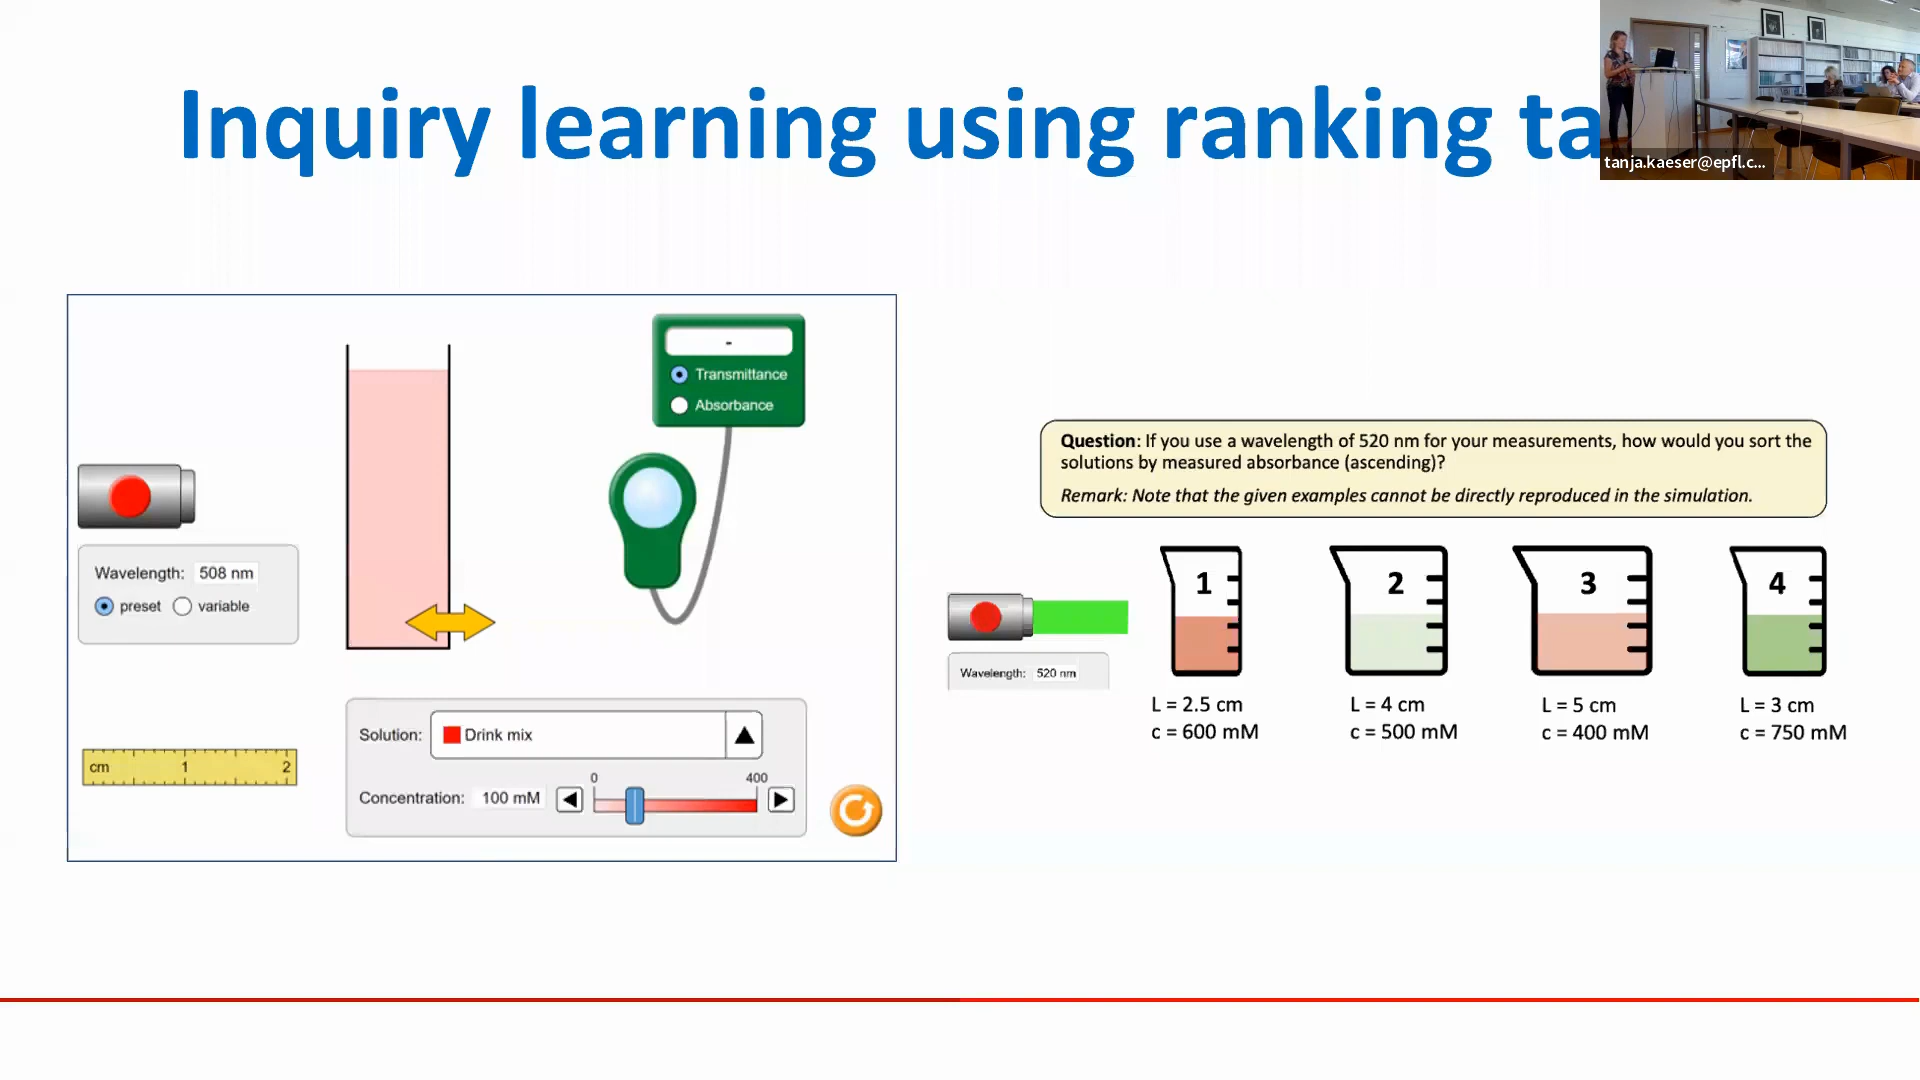 Inquiry learning using ranking ta
tanja.kaeser@epfl.c...
-
Transmittance
Absorbance
Wavelength: 508 nm
preset variable
cm 1 2
Solution: Drink mix
0 400
Concentration: 100 mM
Question: If you use a wavelength of 520 nm for your measurements, how would you sort the
solutions by measured absorbance (ascending)?
Remark: Note that the given examples cannot be directly reproduced in the simulation.
Wavelength: 520 nm
1 2 3 4
L = 2.5 cm L = 4 cm L = 5 cm L = 3 cm
c = 600 mM c = 500 mM c = 400 mM c = 750 mM